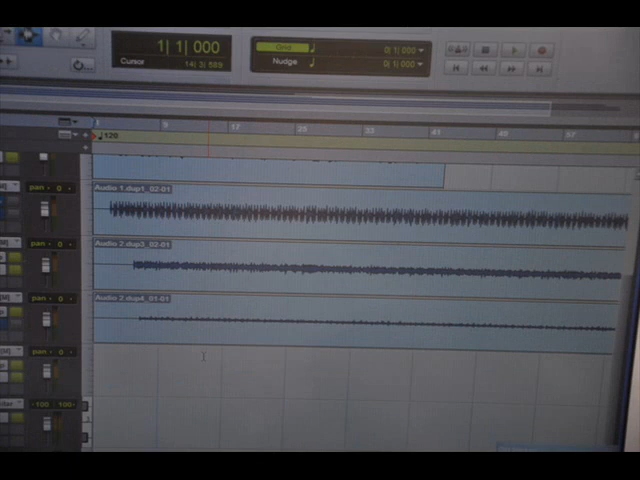 1| 1| 000
Cursor 14| 3| 589
Grid 0| 1| 000
Nudge 0| 1| 000
1 9 17 25 33 41 49 57
120
Audio 1.dup1_02-01
pan 0
Audio 2.dup3_02-01
pan 0
Audio 2.dup4_01-01
pan 0
pan 0
-100 100